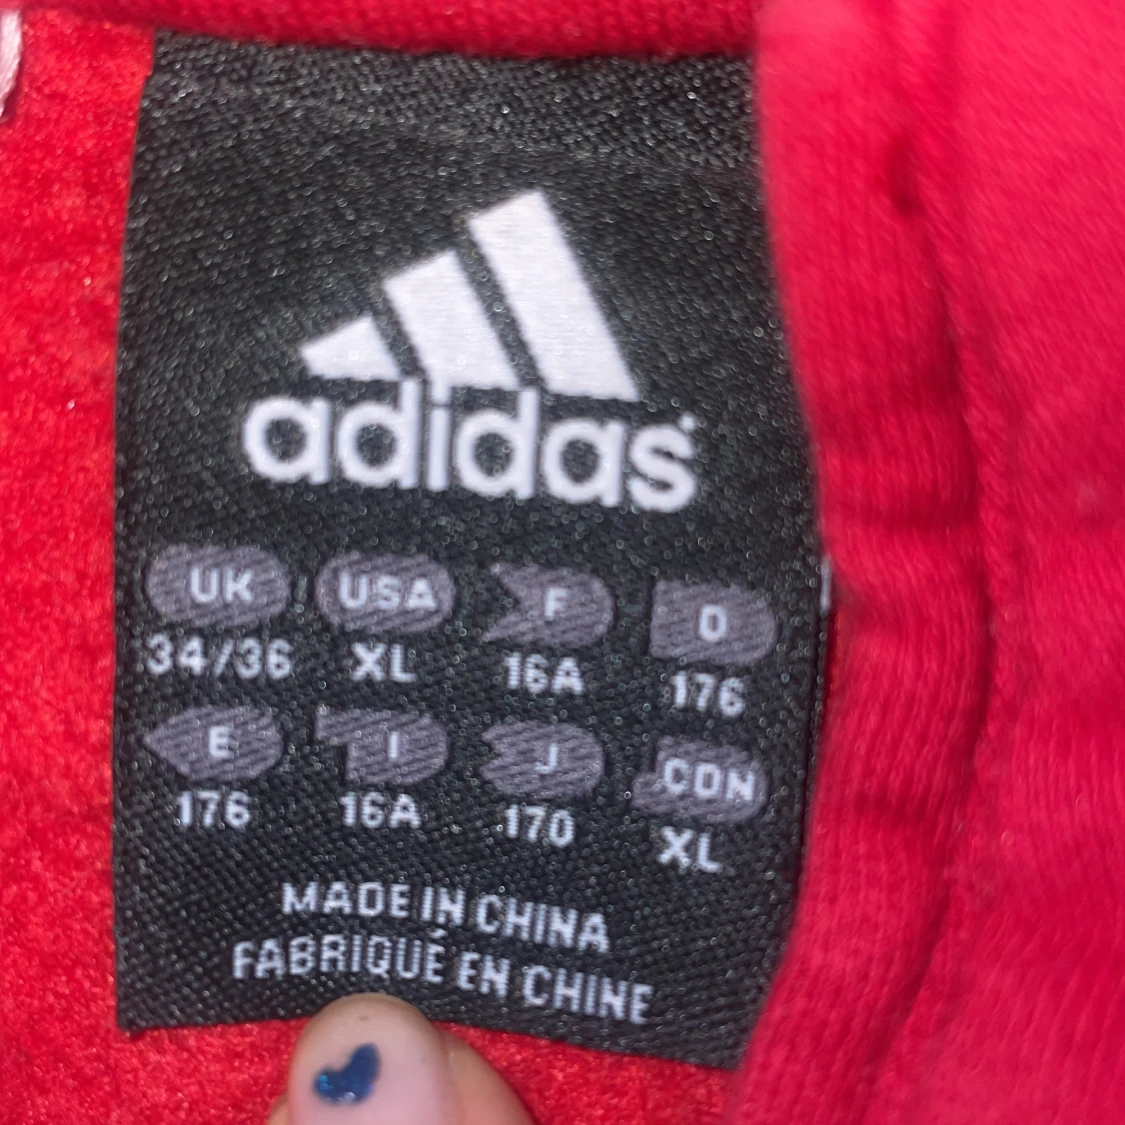 adidas
UK USA F D
34/36 XL 16A 176
E I J CON
176 16A 170 XL
MADE IN CHINA
FABRIQUÉ EN CHINE